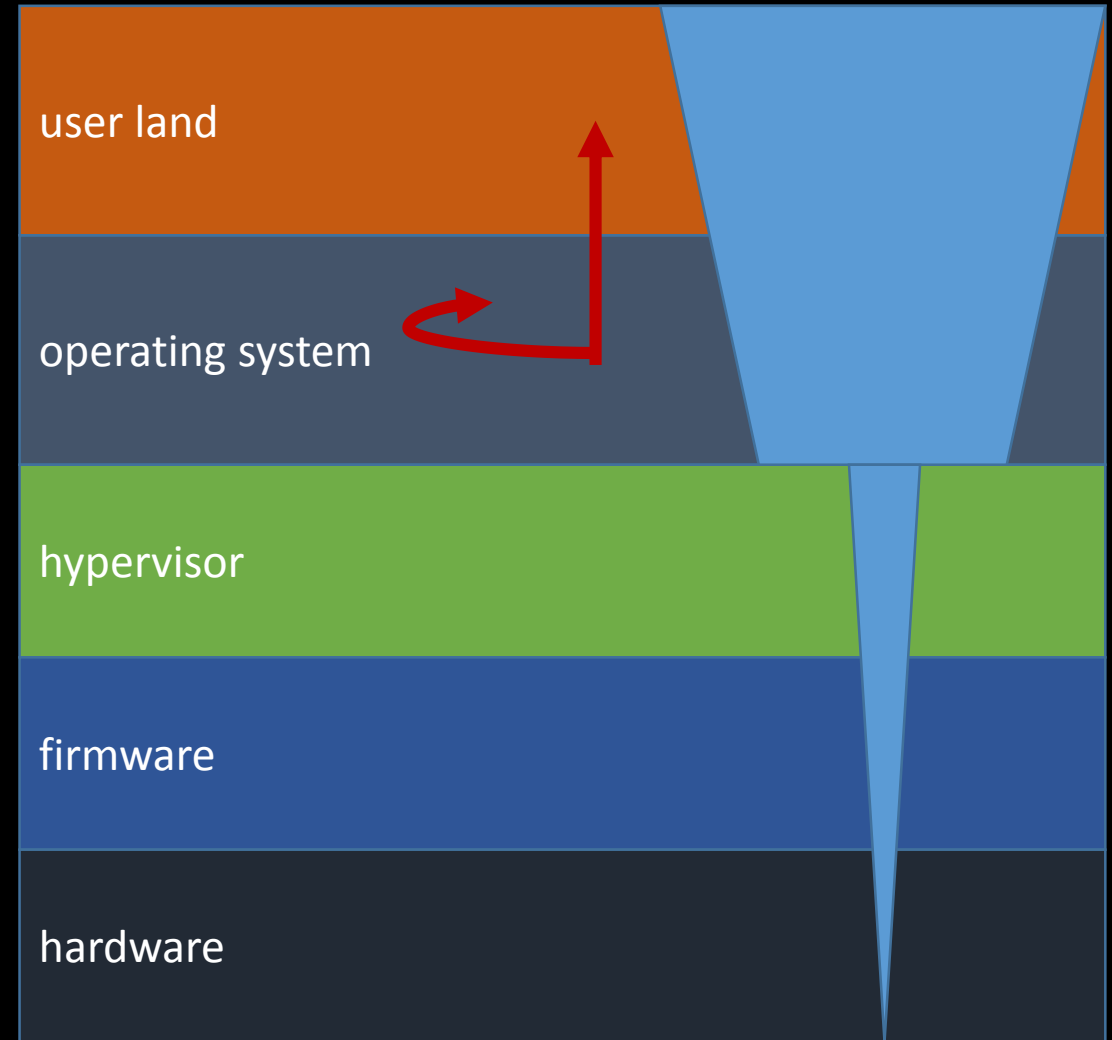 user land
operating system
hypervisor
firmware
hardware